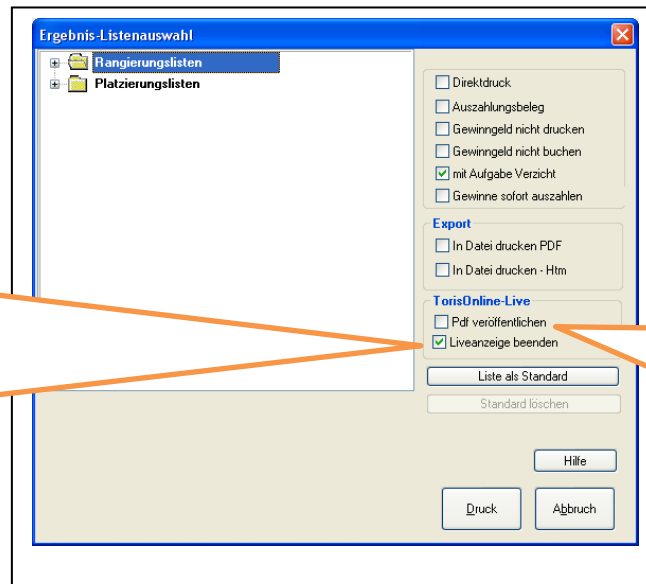 Ergebnis-Listenauswahl
Rangierungslisten
Platzierungslisten
Direktdruck
Auszahlungsbeleg
Gewinngeld nicht drucken
Gewinngeld nicht buchen
mit Aufgabe Verzicht
Gewinne sofort auszahlen
Export
In Datei drucken PDF
In Datei drucken - Htm
TorisOnline-Live
Pdf veröffentlichen
Liveanzeige beenden
Liste als Standard
Standard löschen
Hilfe
Druck
Abbruch